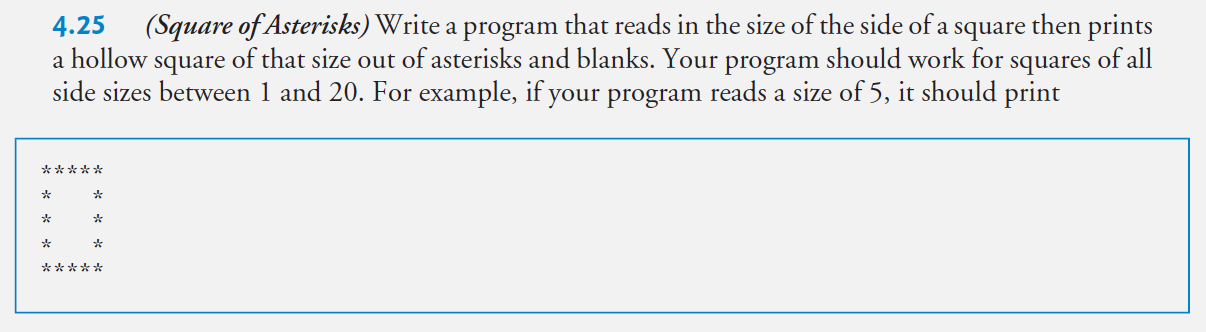 4.25 (Square of Asterisks) Write a program that reads in the size of the side of a square then prints
a hollow square of that size out of asterisks and blanks. Your program should work for squares of all
side sizes between 1 and 20. For example, if your program reads a size of 5, it should print
*****
*   *
*   *
*   *
*****